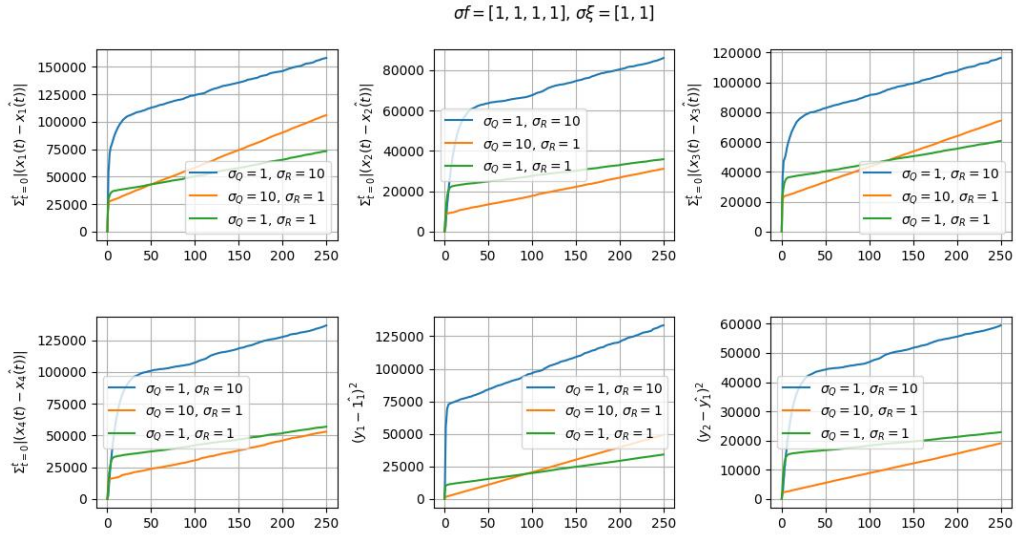 σf = [1, 1, 1, 1], σξ = [1, 1]
Σᵗₜ₌₀|(x₁(t) − x̂₁(t))|
150000
125000
100000
75000
50000
25000
0
σQ = 1, σR = 10
σQ = 10, σR = 1
σQ = 1, σR = 1
0 50 100 150 200 250
Σᵗₜ₌₀|(x₂(t) − x̂₂(t))|
80000
60000
40000
20000
0
σQ = 1, σR = 10
σQ = 10, σR = 1
σQ = 1, σR = 1
0 50 100 150 200 250
Σᵗₜ₌₀|(x₃(t) − x̂₃(t))|
120000
100000
80000
60000
40000
20000
0
σQ = 1, σR = 10
σQ = 10, σR = 1
σQ = 1, σR = 1
0 50 100 150 200 250
Σᵗₜ₌₀|(x₄(t) − x̂₄(t))|
125000
100000
75000
50000
25000
0
σQ = 1, σR = 10
σQ = 10, σR = 1
σQ = 1, σR = 1
0 50 100 150 200 250
(y₁ − 1̂₁)²
125000
100000
75000
50000
25000
0
σQ = 1, σR = 10
σQ = 10, σR = 1
σQ = 1, σR = 1
0 50 100 150 200 250
(y₂ − ŷ₁)²
60000
50000
40000
30000
20000
10000
0
σQ = 1, σR = 10
σQ = 10, σR = 1
σQ = 1, σR = 1
0 50 100 150 200 250